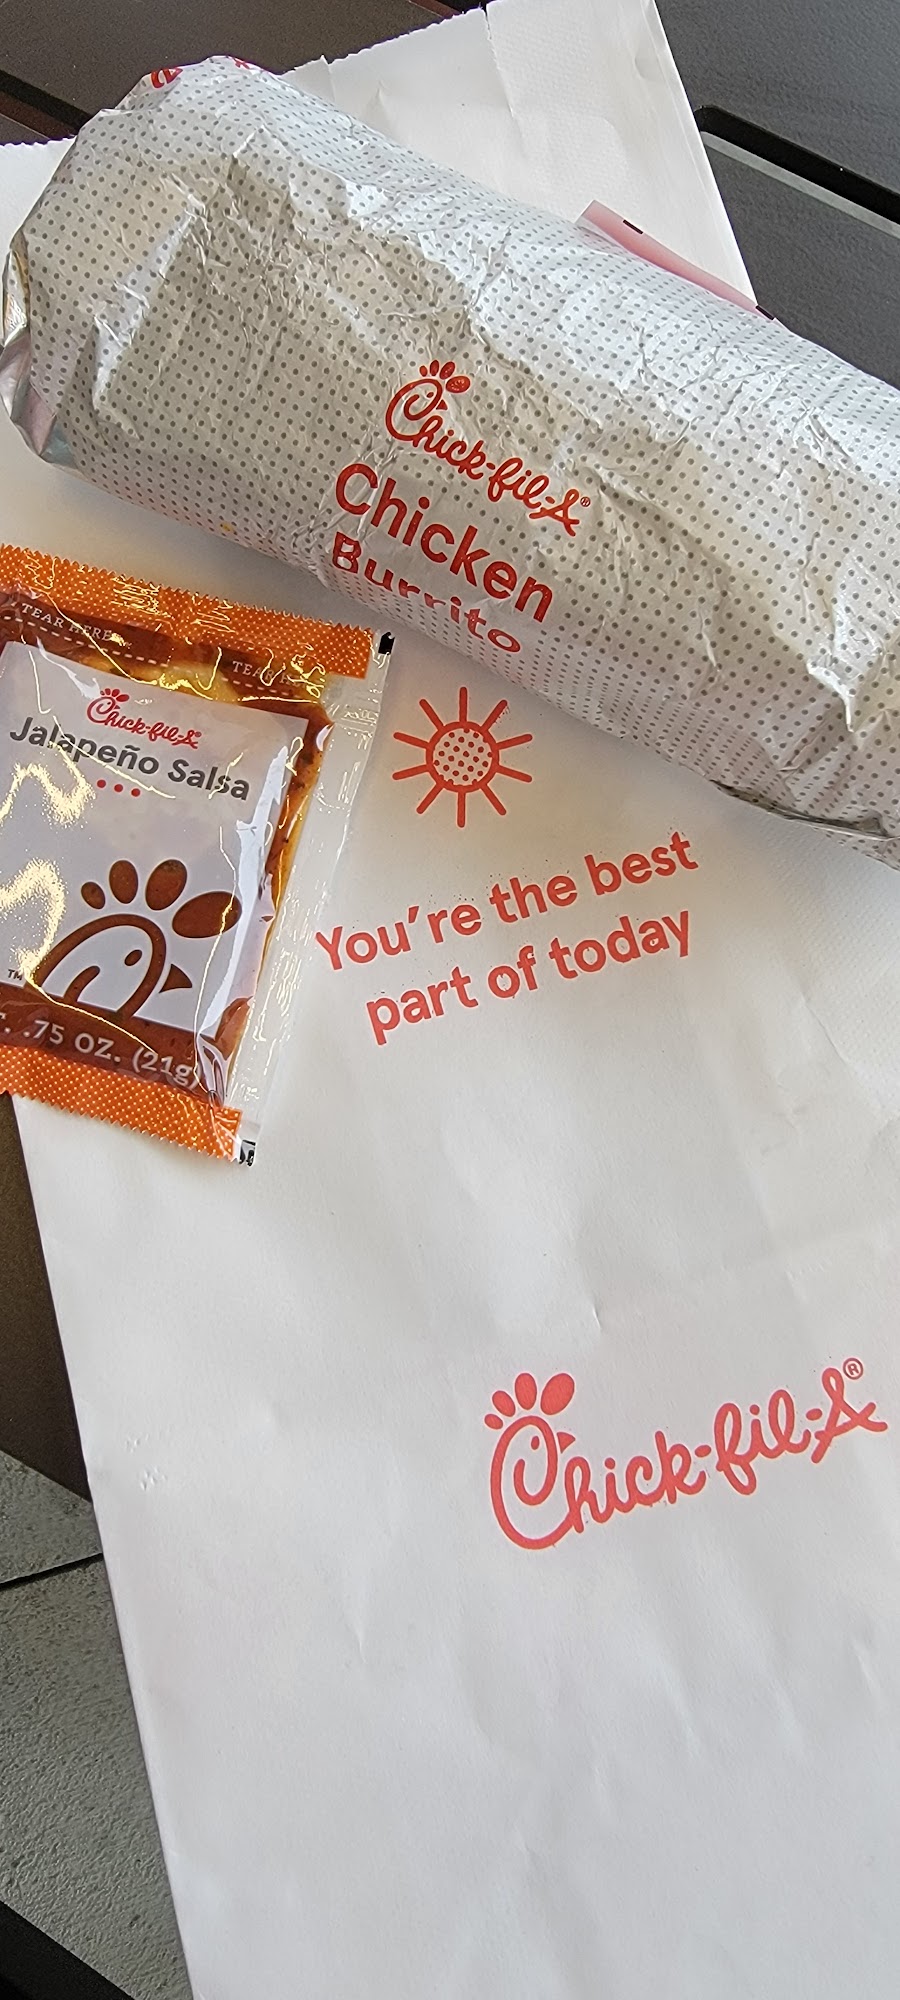 Chick-fil-A®
Chicken
Burrito
TEAR HERE
Chick-fil-A®
Jalapeño Salsa
TM
.75 OZ. (21g)
You're the best
part of today
Chick-fil-A®